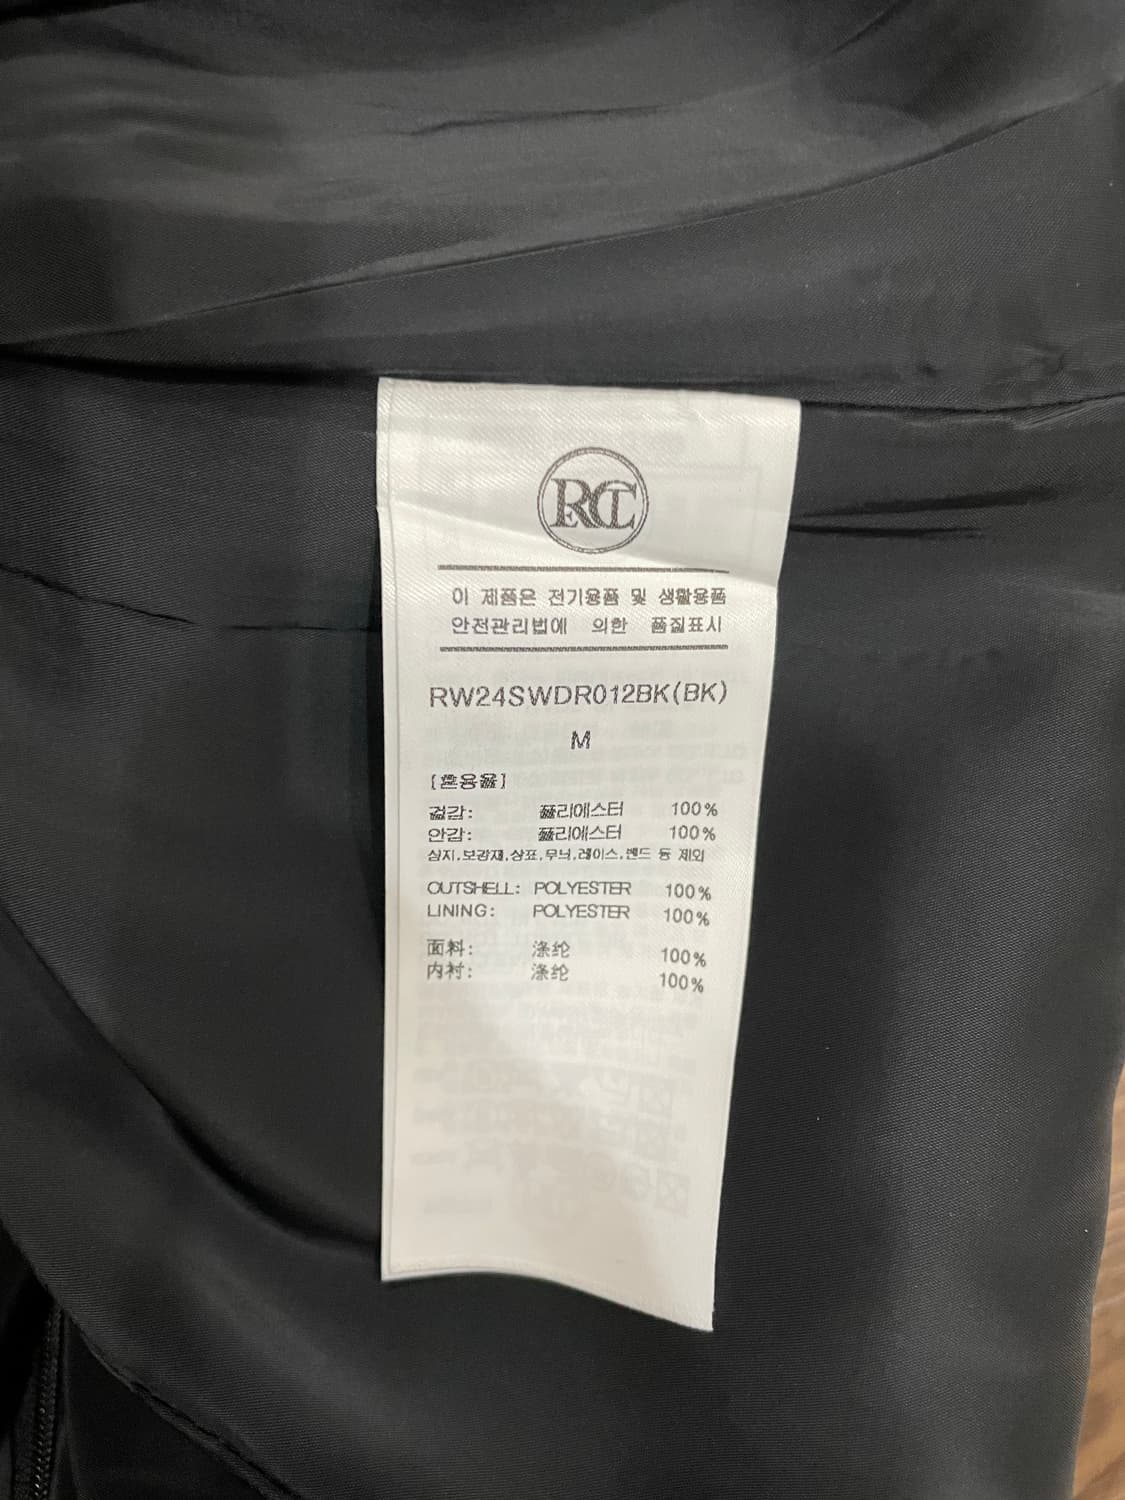 RCT
이 제품은 전기용품 및 생활용품
안전관리법에 의한 품질표시
RW24SWDR012BK(BK)
M
[혼용율]
겉감: 폴리에스터 100%
안감: 폴리에스터 100%
심지,보강재,상표,무늬,레이스,밴드 등 제외
OUTSHELL: POLYESTER 100%
LINING: POLYESTER 100%
面料: 涤纶 100%
内衬: 涤纶 100%